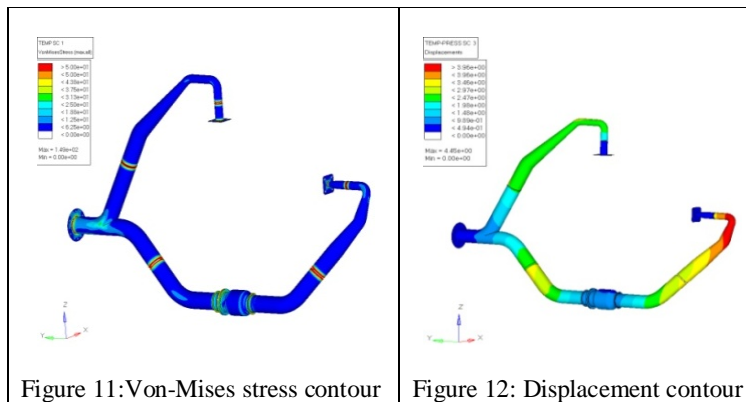 TEMP SC 1
VonMisesStress (max all)
> 5.00e+01
< 5.00e+01
< 4.38e+01
< 3.75e+01
< 3.13e+01
< 2.50e+01
< 1.88e+01
< 1.25e+01
< 6.25e+00
< 0.00e+00
Max = 1.49e+02
Min = 0.00e+00
Z
Y
X
Figure 11:Von-Mises stress contour
TEMP-PRESS SC 3
Displacements
> 3.96e+00
< 3.96e+00
< 3.46e+00
< 2.97e+00
< 2.47e+00
< 1.98e+00
< 1.48e+00
< 9.89e-01
< 4.94e-01
< 0.00e+00
Max = 4.45e+00
Min = 0.00e+00
Z
Y
X
Figure 12: Displacement contour